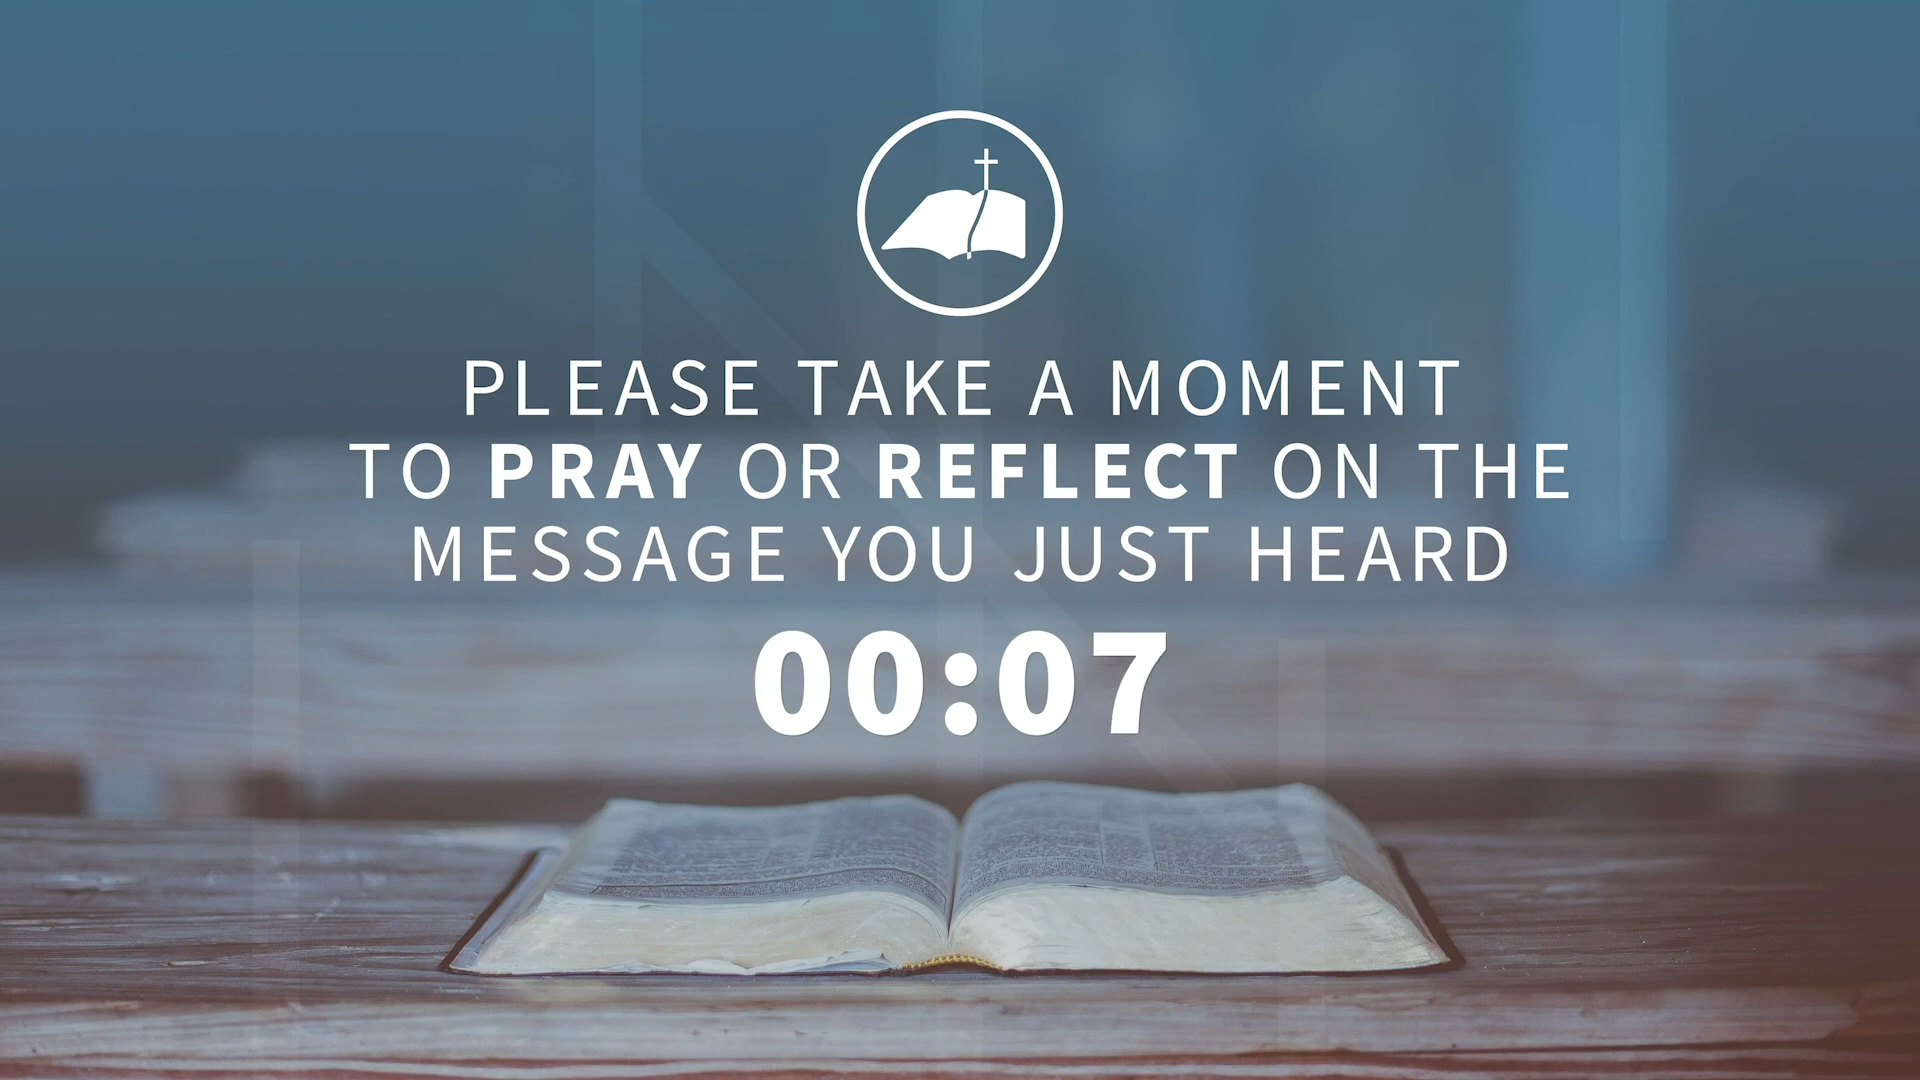 PLEASE TAKE A MOMENT
TO PRAY OR REFLECT ON THE
MESSAGE YOU JUST HEARD
00:07